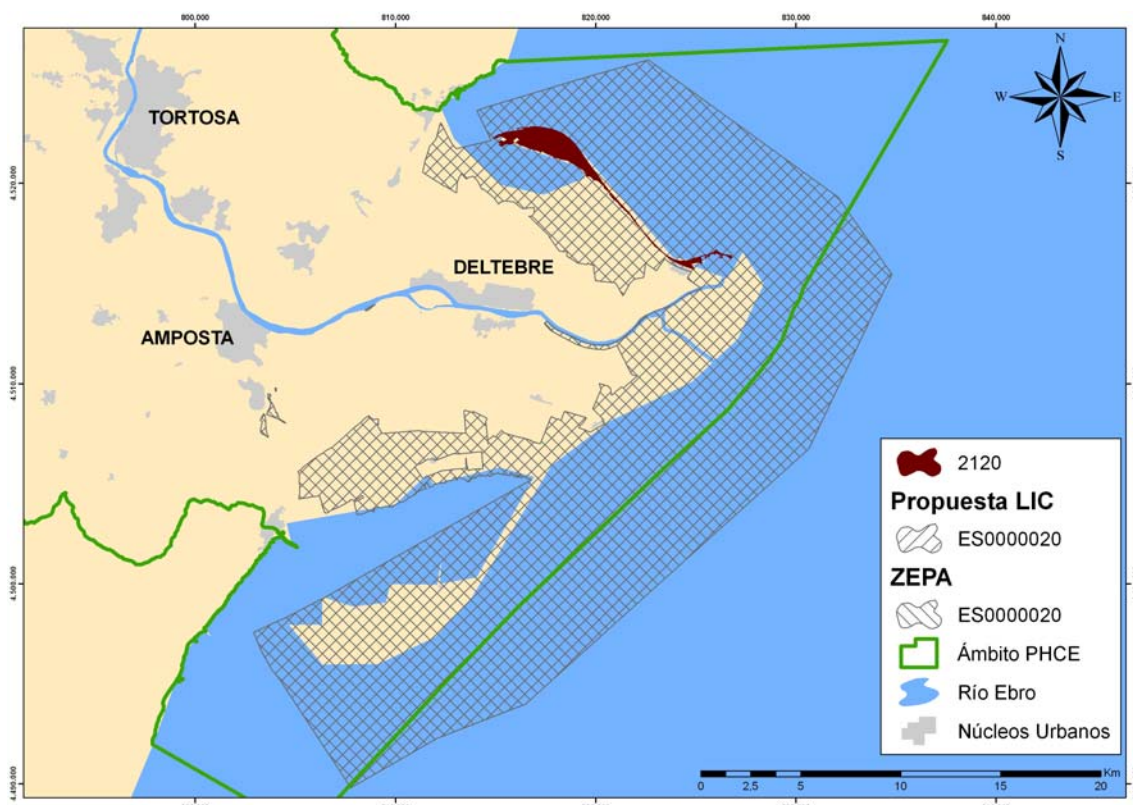 800.000 810.000 820.000 830.000 840.000
N
W E
S
TORTOSA
4.520.000
DELTEBRE
AMPOSTA
4.510.000
2120
Propuesta LIC
ES0000020
ZEPA
ES0000020
4.500.000
Ámbito PHCE
Río Ebro
Núcleos Urbanos
Km
0 2,5 5 10 15 20
4.490.000